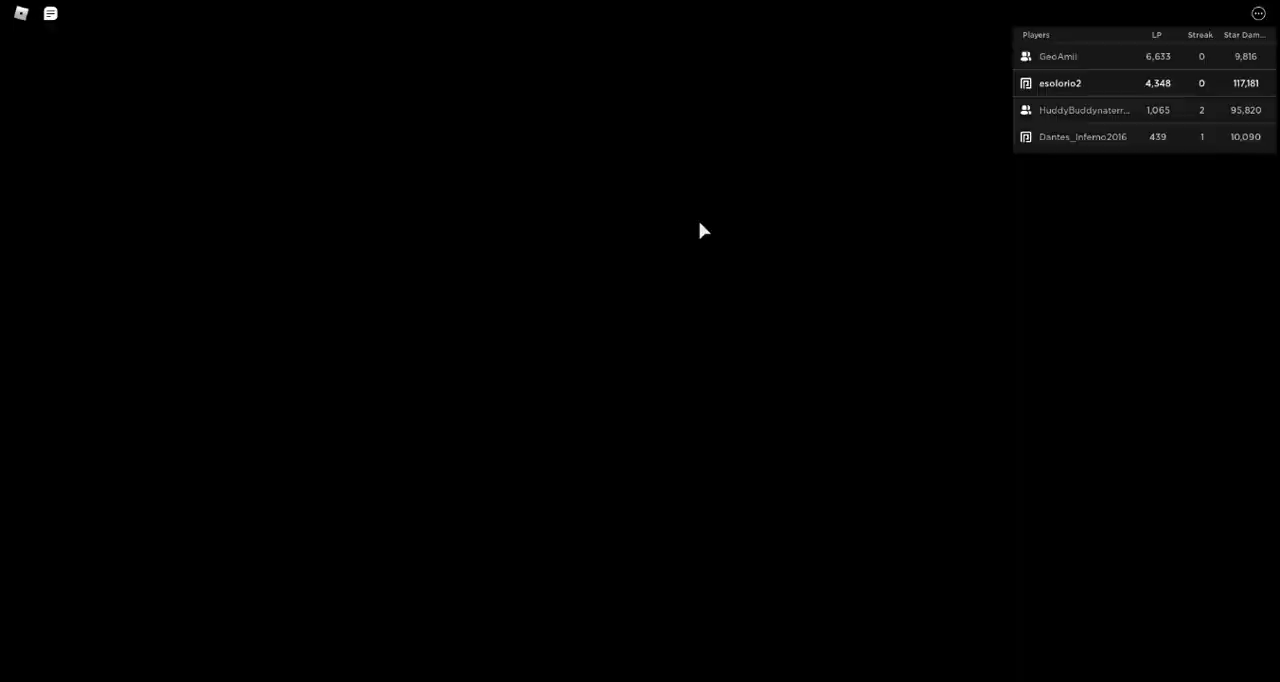 Players LP Streak Star Dam...
GeoAmii 6,633 0 9,816
esolorio2 4,348 0 117,181
HuddyBuddynaterr... 1,065 2 95,820
Dantes_Inferno2016 439 1 10,090